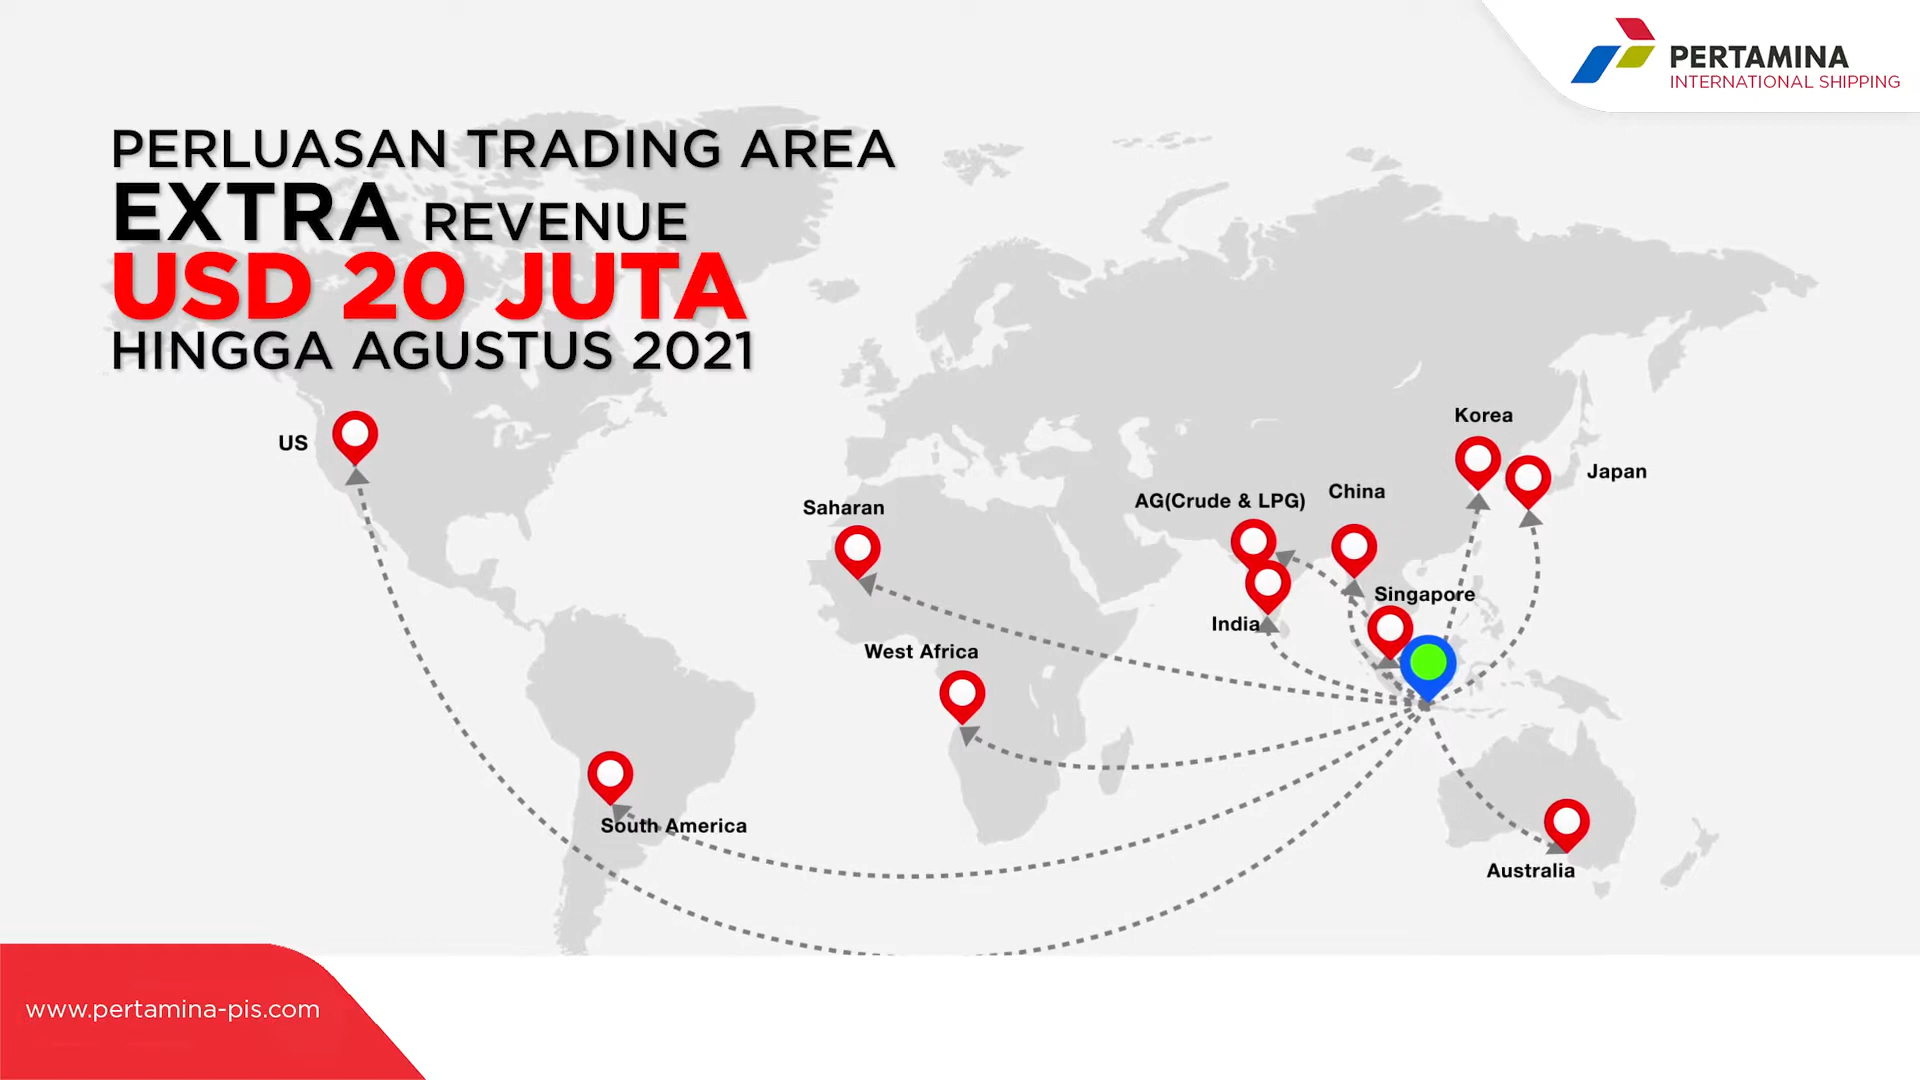 PERTAMINA
INTERNATIONAL SHIPPING
PERLUASAN TRADING AREA
EXTRA REVENUE
USD 20 JUTA
HINGGA AGUSTUS 2021
Korea
US
Japan
China
AG(Crude & LPG)
Saharan
Singapore
India
West Africa
South America
Australia
www.pertamina-pis.com